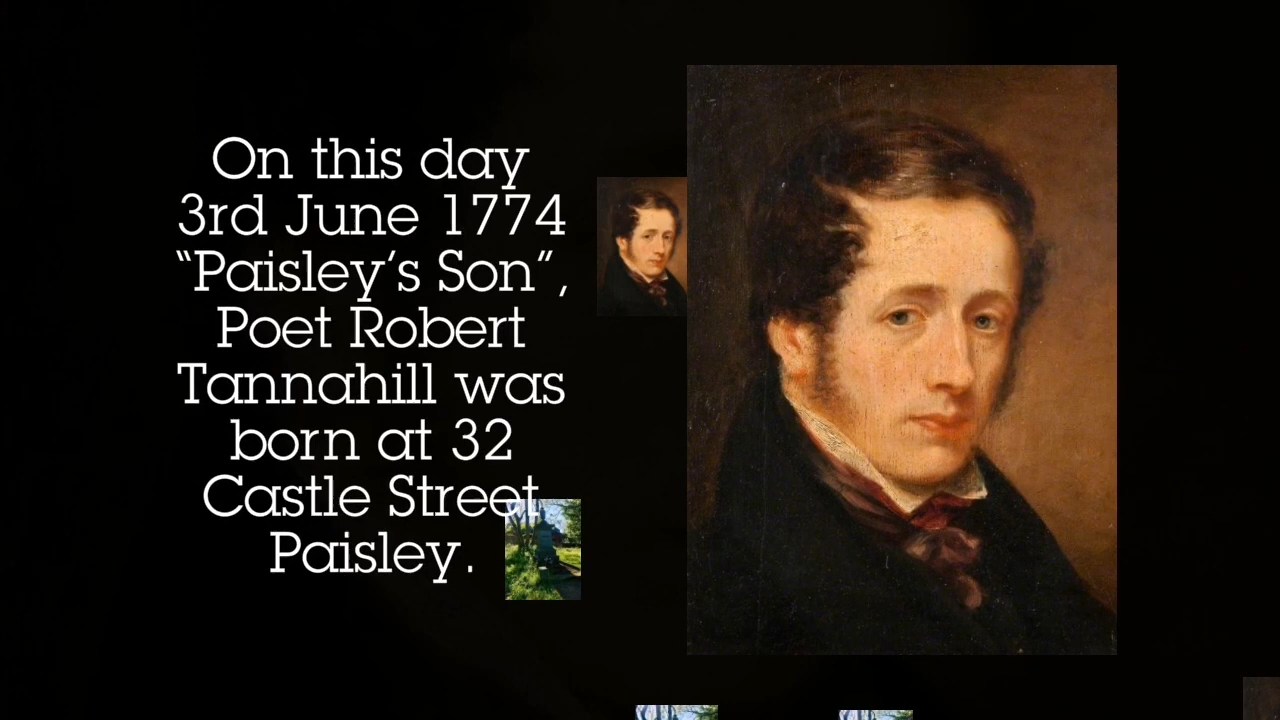 On this day
3rd June 1774
“Paisley’s Son”,
Poet Robert
Tannahill was
born at 32
Castle Street
Paisley.